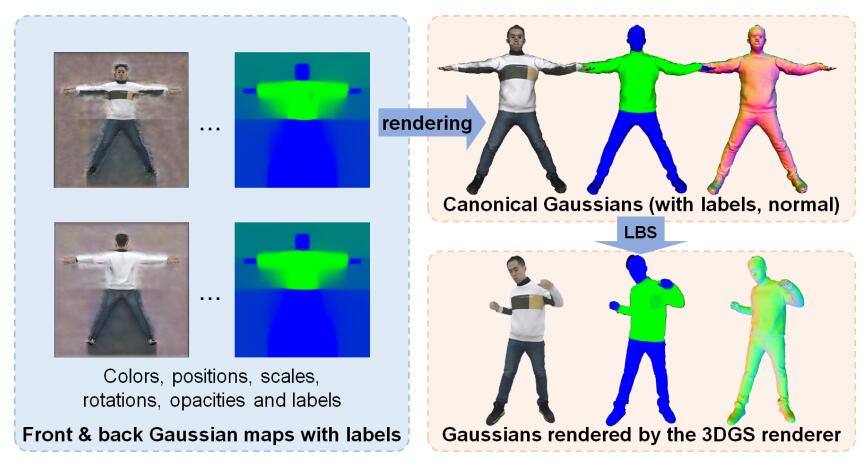 ...
...
Colors, positions, scales,
rotations, opacities and labels
Front & back Gaussian maps with labels
rendering
Canonical Gaussians (with labels, normal)
LBS
Gaussians rendered by the 3DGS renderer